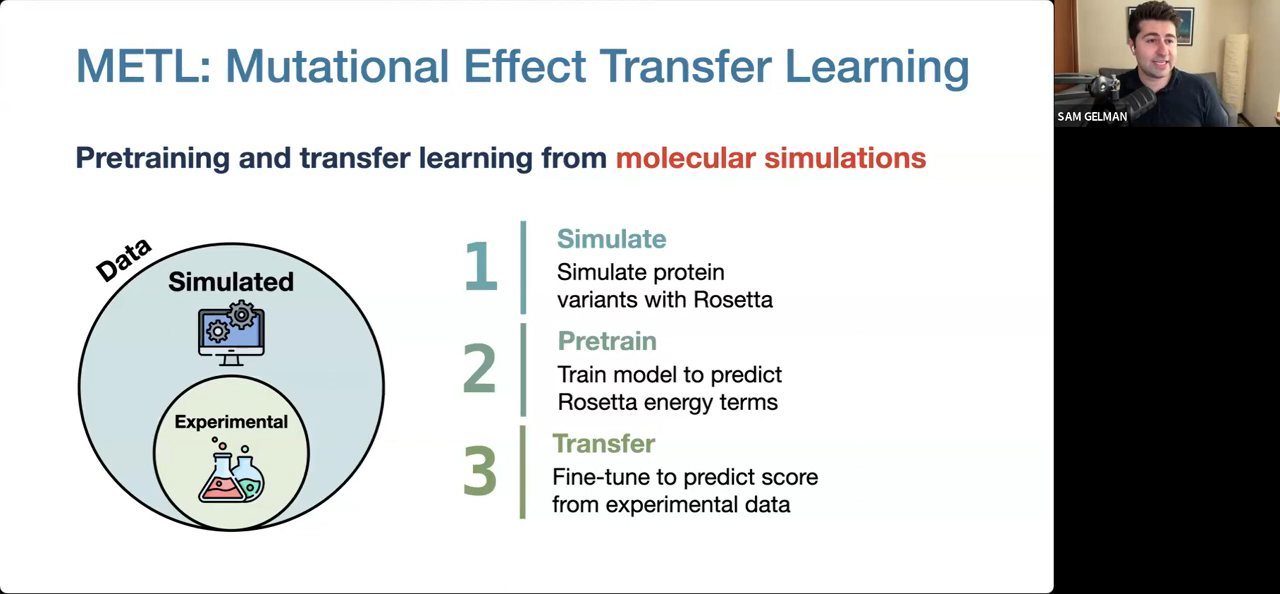 METL: Mutational Effect Transfer Learning
SAM GELMAN
Pretraining and transfer learning from molecular simulations
Data
Simulated
Experimental
1
Simulate
Simulate protein
variants with Rosetta
2
Pretrain
Train model to predict
Rosetta energy terms
3
Transfer
Fine-tune to predict score
from experimental data